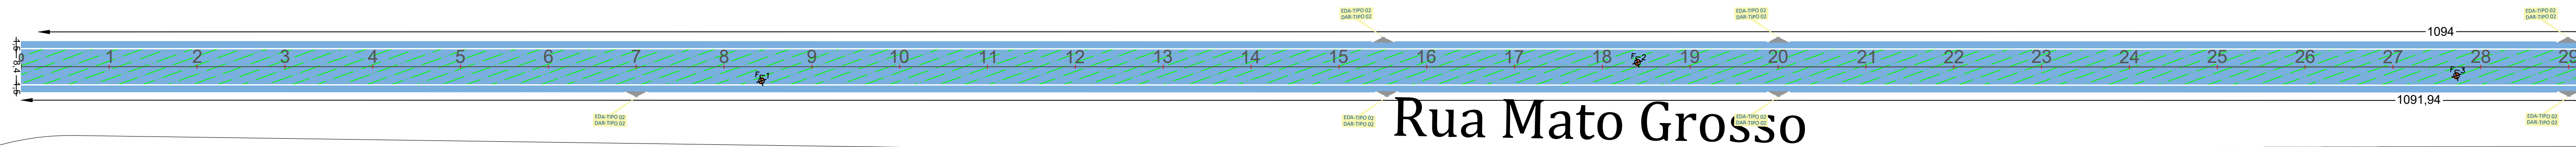 EDA-TIPO 02
DAR-TIPO 02
EDA-TIPO 02
DAR-TIPO 02
EDA-TIPO 02
DAR-TIPO 02
1094
1 2 3 4 5 6 7 8 9 10 11 12 13 14 15 16 17 18 19 20 21 22 23 24 25 26 27 28 29
F-1
F-2
F-3
1091,94
EDA-TIPO 02
DAR-TIPO 02
EDA-TIPO 02
DAR-TIPO 02
Rua Mato Grosso
EDA-TIPO 02
DAR-TIPO 02
EDA-TIPO 02
DAR-TIPO 02